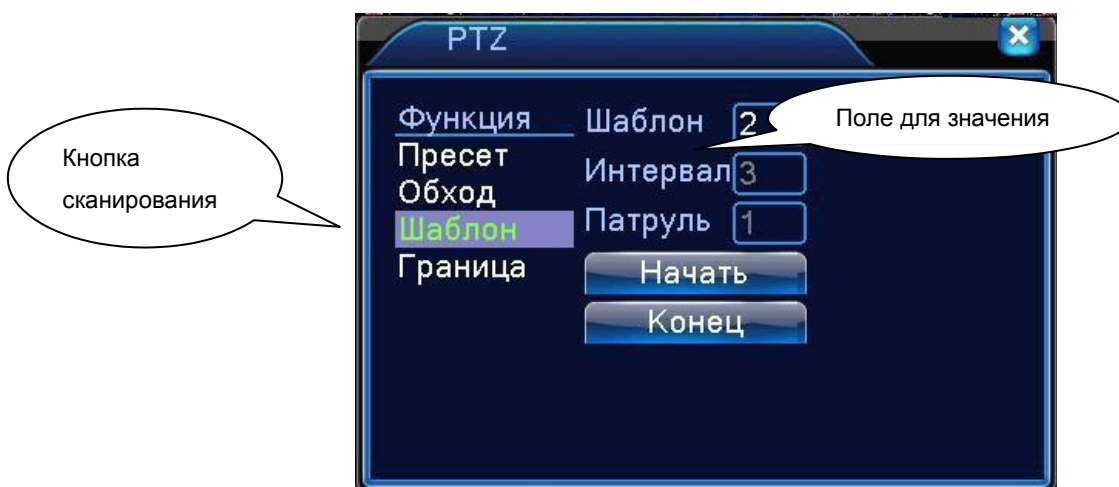 PTZ
Функция
Пресет
Обход
Шаблон
Граница
Шаблон 2
Интервал 3
Патруль 1
Начать
Конец
Кнопка
сканирования
Поле для значения